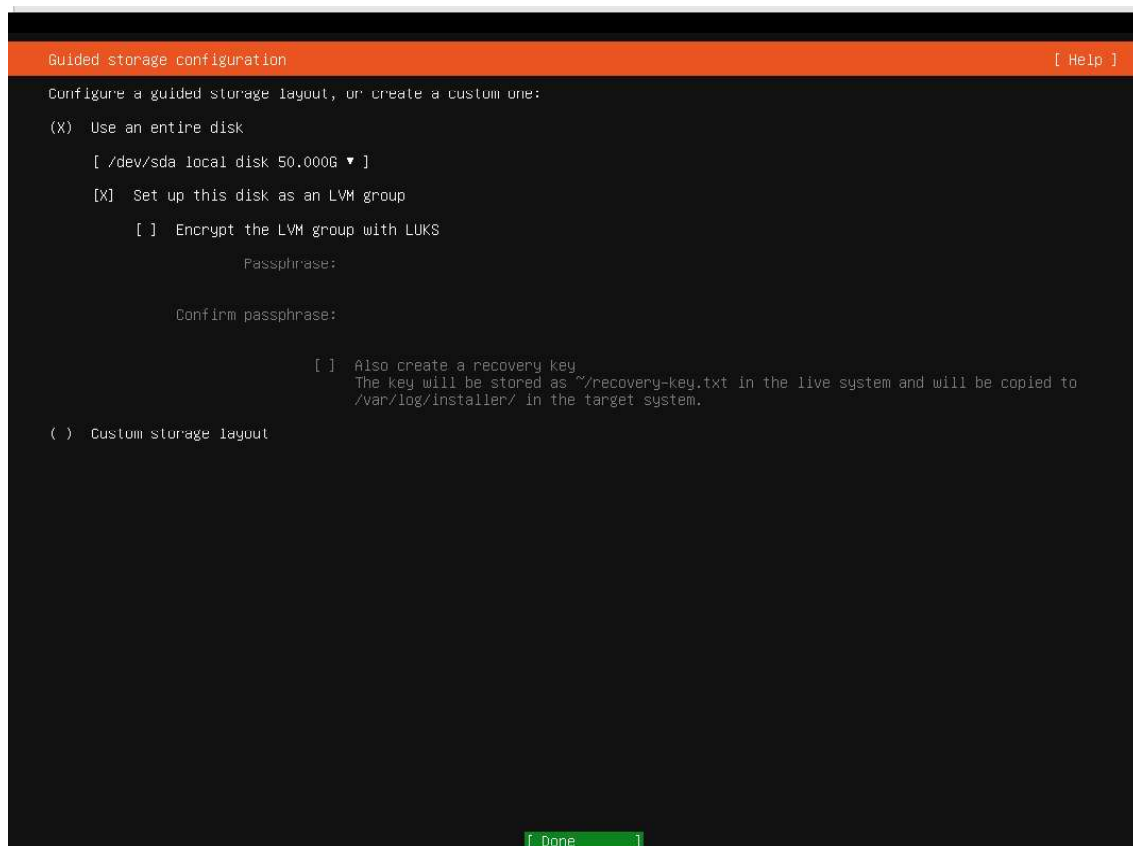 Guided storage configuration [ Help ]
Configure a guided storage layout, or create a custom one:
(X) Use an entire disk
[ /dev/sda local disk 50.000G ▾ ]
[X] Set up this disk as an LVM group
[ ] Encrypt the LVM group with LUKS
Passphrase:
Confirm passphrase:
[ ] Also create a recovery key
The key will be stored as ~/recovery-key.txt in the live system and will be copied to
/var/log/installer/ in the target system.
( ) Custom storage layout
[ Done ]